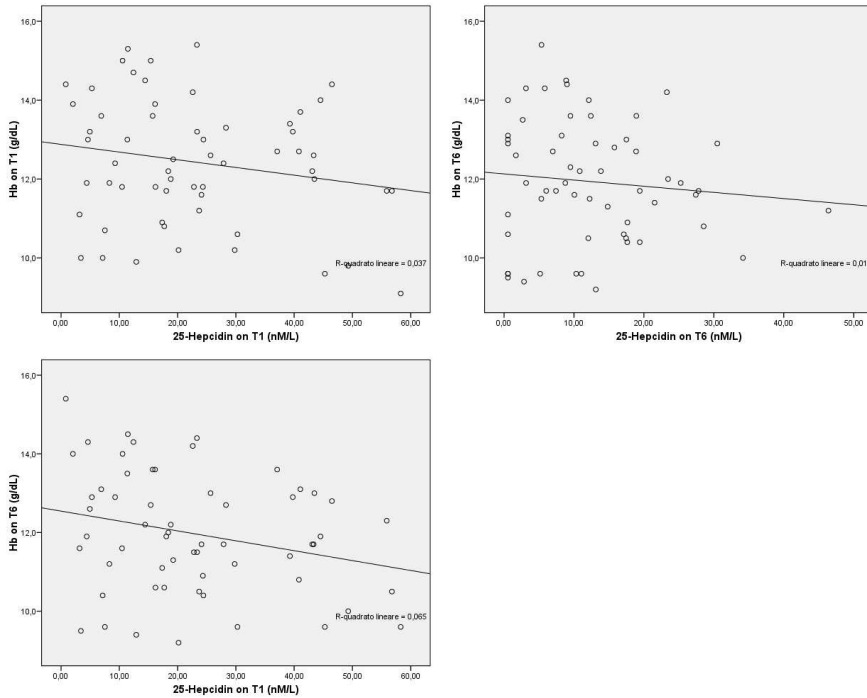 16,0
14,0
12,0
10,0
Hb on T1 (g/dL)
R-quadrato lineare = 0,037
0,00 10,00 20,00 30,00 40,00 50,00 60,00
25-Hepcidin on T1 (nM/L)
16,0
14,0
12,0
10,0
Hb on T6 (g/dL)
R-quadrato lineare = 0,01
0,00 10,00 20,00 30,00 40,00 50,00
25-Hepcidin on T6 (nM/L)
16,0
14,0
12,0
10,0
Hb on T6 (g/dL)
R-quadrato lineare = 0,065
0,00 10,00 20,00 30,00 40,00 50,00 60,00
25-Hepcidin on T1 (nM/L)